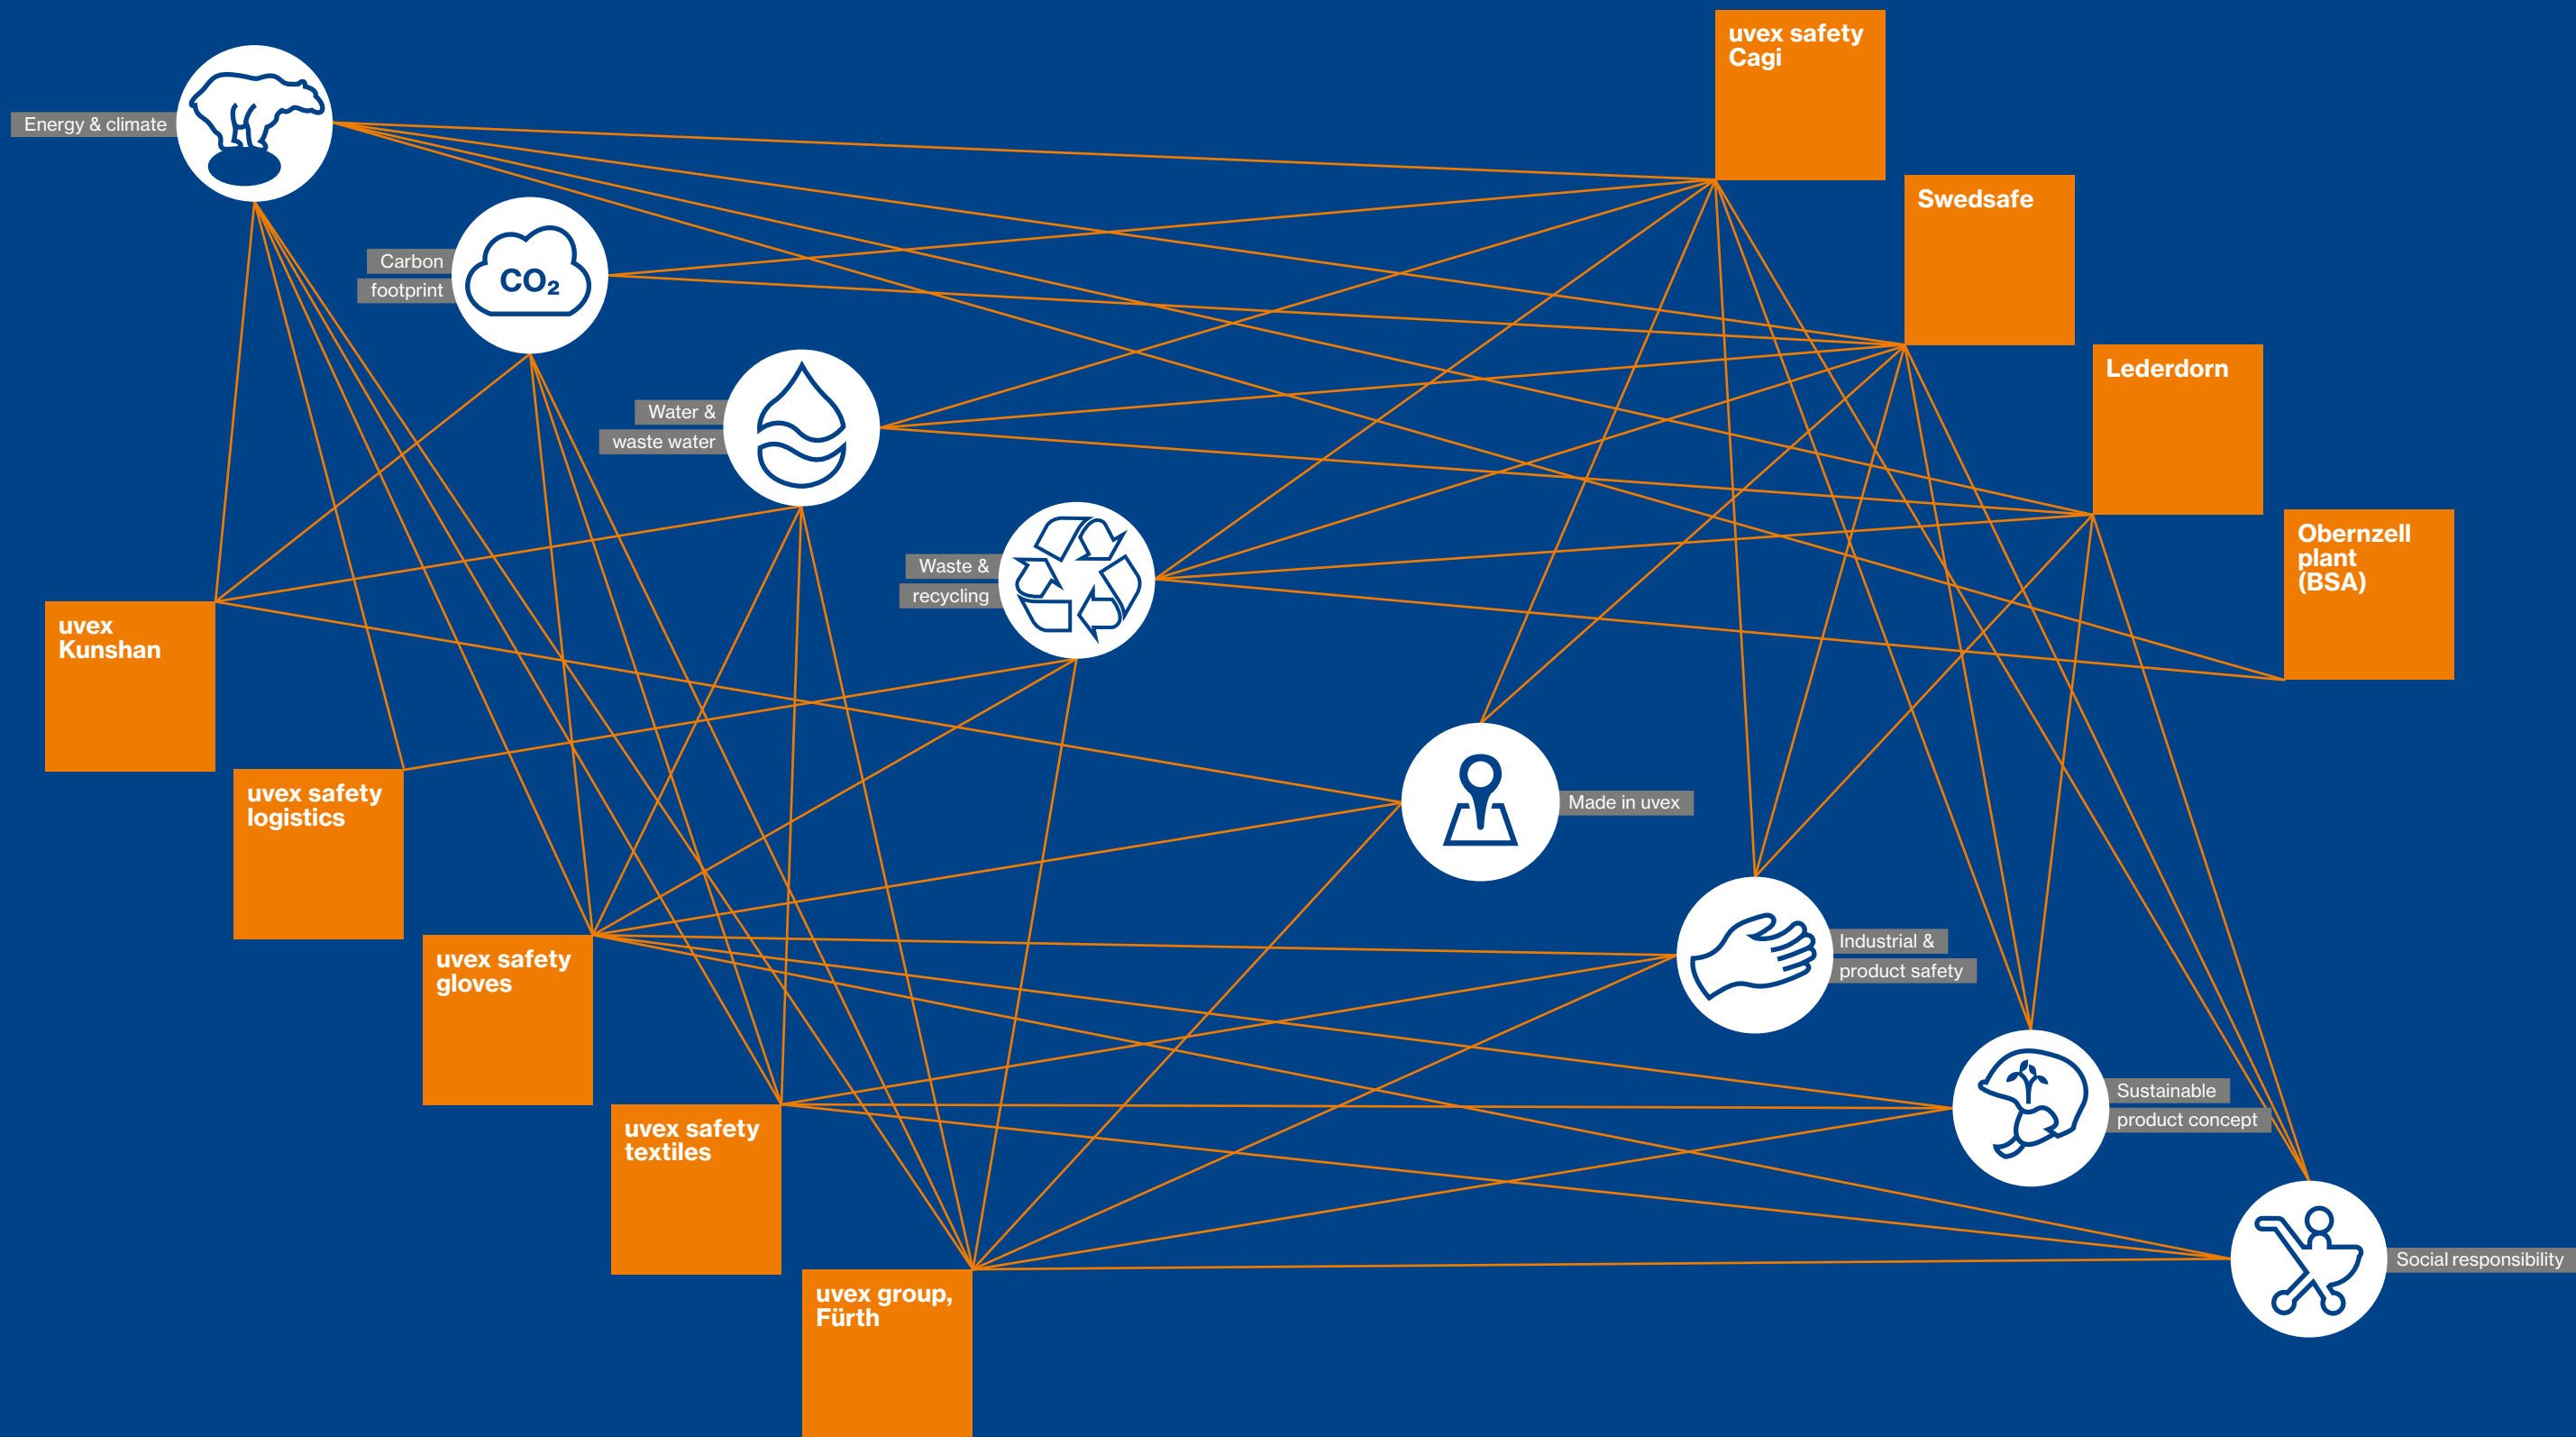 uvex safety
Cagi
Energy & climate
Swedsafe
Carbon
footprint
CO₂
Lederdorn
Water &
waste water
Obernzell
plant
(BSA)
Waste &
recycling
uvex
Kunshan
uvex safety
logistics
Made in uvex
Industrial &
product safety
uvex safety
gloves
Sustainable
product concept
uvex safety
textiles
Social responsibility
uvex group,
Fürth